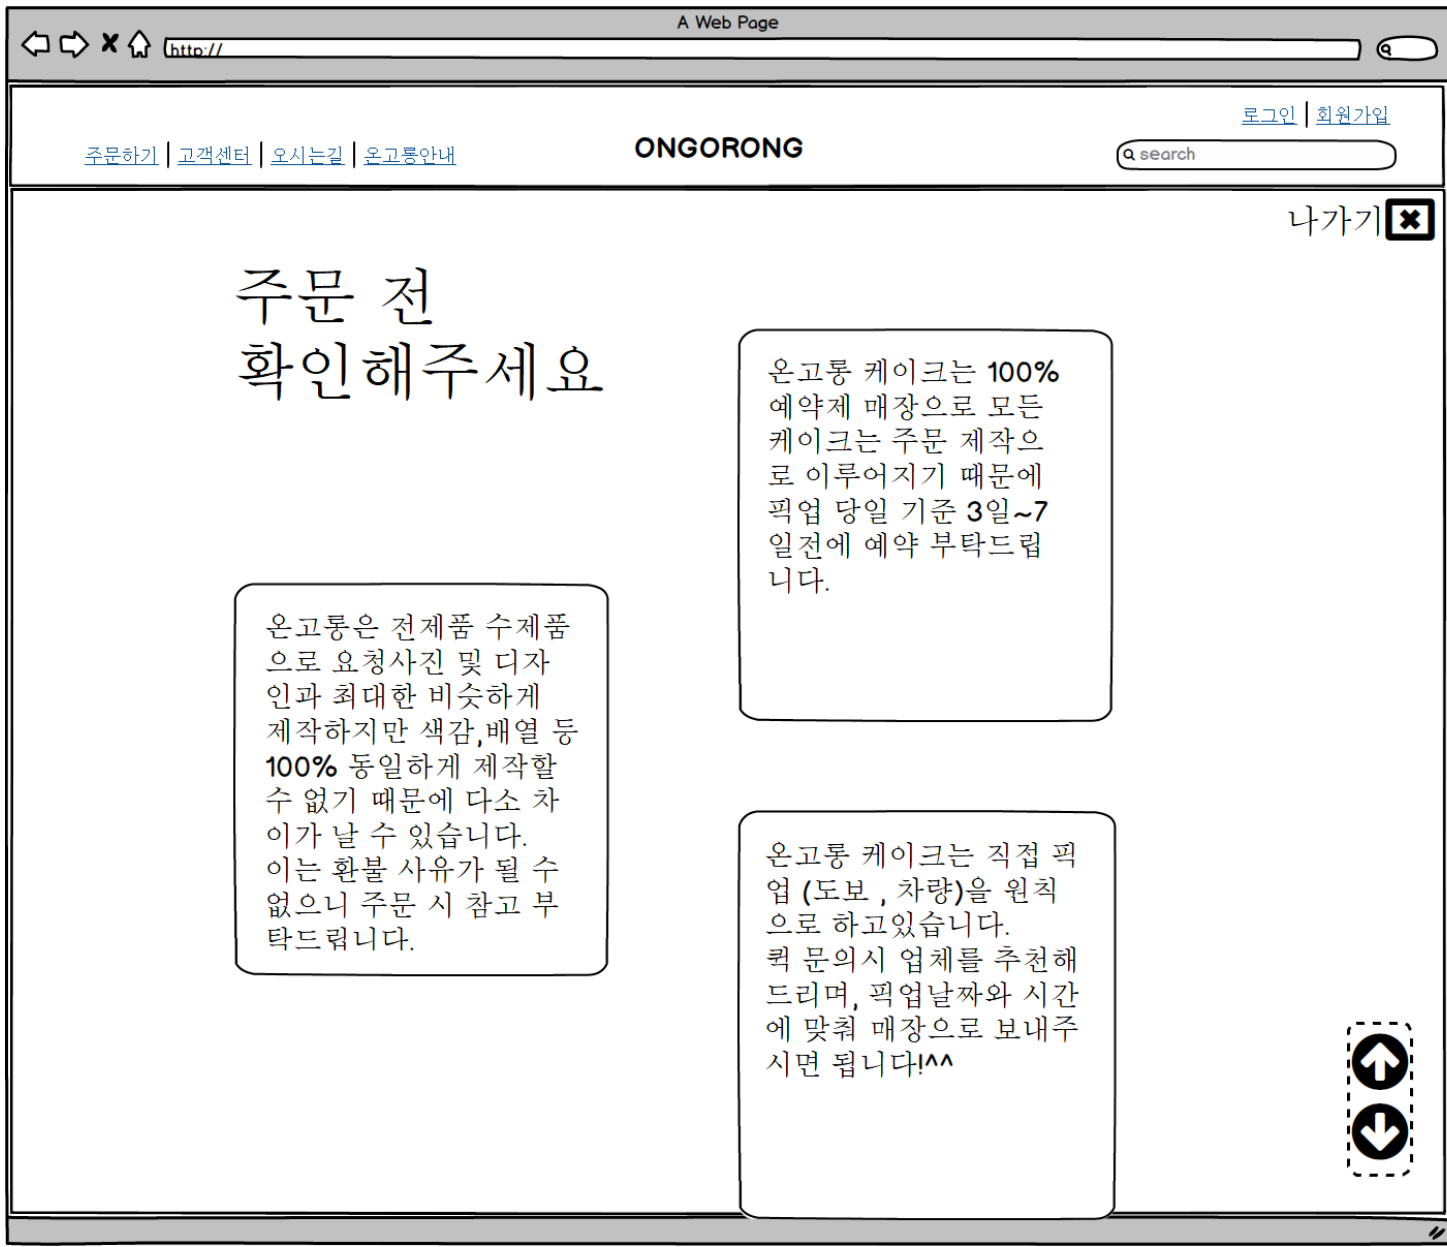 A Web Page
http://
로그인 | 회원가입
주문하기 | 고객센터 | 오시는길 | 온고롱안내
ONGORONG
search
나가기
주문 전
확인해주세요
온고롱 케이크는 100%
예약제 매장으로 모든
케이크는 주문 제작으
로 이루어지기 때문에
픽업 당일 기준 3일~7
일전에 예약 부탁드립
니다.
온고롱은 전제품 수제품
으로 요청사진 및 디자
인과 최대한 비슷하게
제작하지만 색감,배열 등
100% 동일하게 제작할
수 없기 때문에 다소 차
이가 날 수 있습니다.
이는 환불 사유가 될 수
없으니 주문 시 참고 부
탁드립니다.
온고롱 케이크는 직접 픽
업 (도보 , 차량)을 원칙
으로 하고있습니다.
퀵 문의시 업체를 추천해
드리며, 픽업날짜와 시간
에 맞춰 매장으로 보내주
시면 됩니다!^^